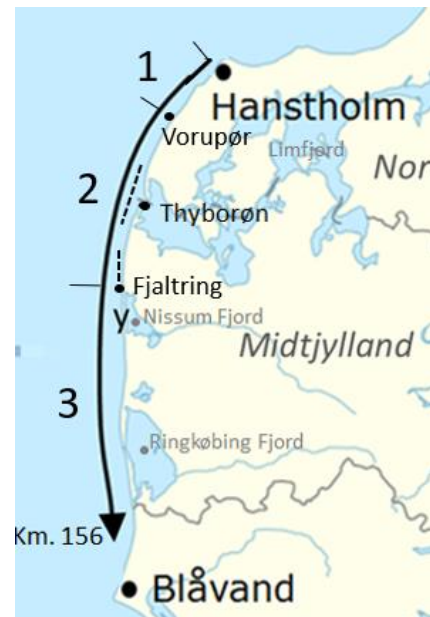 1
Hanstholm
Vorupør
Limfjord
Nor
2
Thyborøn
Fjaltring
y
Nissum Fjord
Midtjylland
3
Ringkøbing Fjord
Km. 156
Blåvand